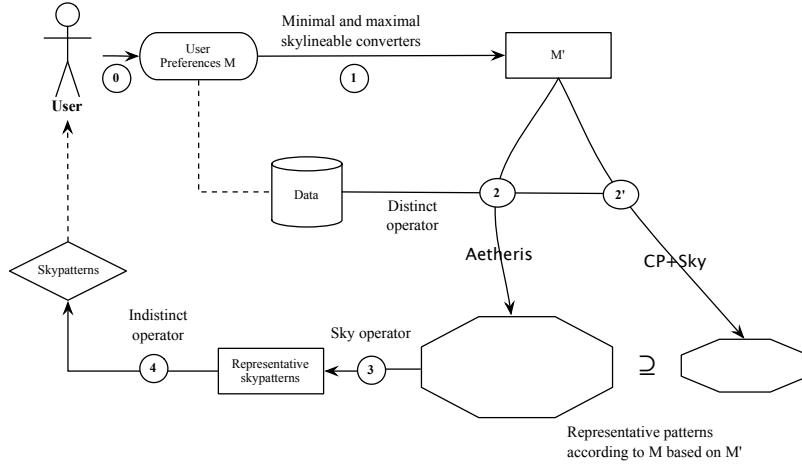 Minimal and maximal
skylineable converters
User
Preferences M
M'
0
1
User
Data
2
2'
Distinct
operator
Aetheris
CP+Sky
Skypatterns
Indistinct
operator
Sky operator
4
Representative
skypatterns
3
⊇
Representative patterns
according to M based on M'